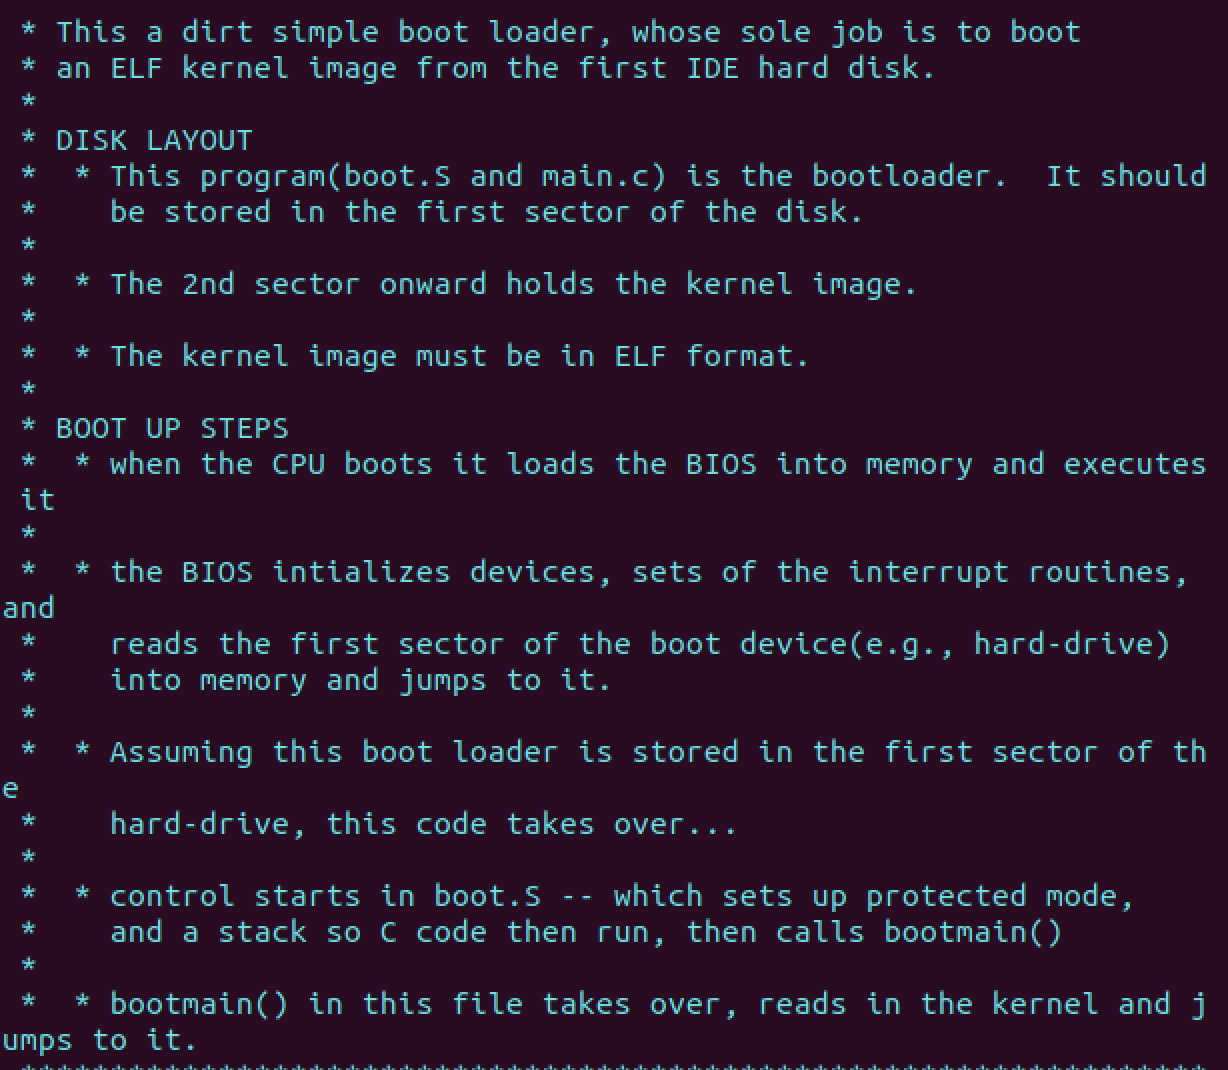 * This a dirt simple boot loader, whose sole job is to boot
* an ELF kernel image from the first IDE hard disk.
*
* DISK LAYOUT
*  * This program(boot.S and main.c) is the bootloader.  It should
*    be stored in the first sector of the disk.
*
*  * The 2nd sector onward holds the kernel image.
*
*  * The kernel image must be in ELF format.
*
* BOOT UP STEPS
*  * when the CPU boots it loads the BIOS into memory and executes
it
*
*  * the BIOS intializes devices, sets of the interrupt routines,
and
*    reads the first sector of the boot device(e.g., hard-drive)
*    into memory and jumps to it.
*
*  * Assuming this boot loader is stored in the first sector of th
e
*    hard-drive, this code takes over...
*
*  * control starts in boot.S -- which sets up protected mode,
*    and a stack so C code then run, then calls bootmain()
*
*  * bootmain() in this file takes over, reads in the kernel and j
umps to it.